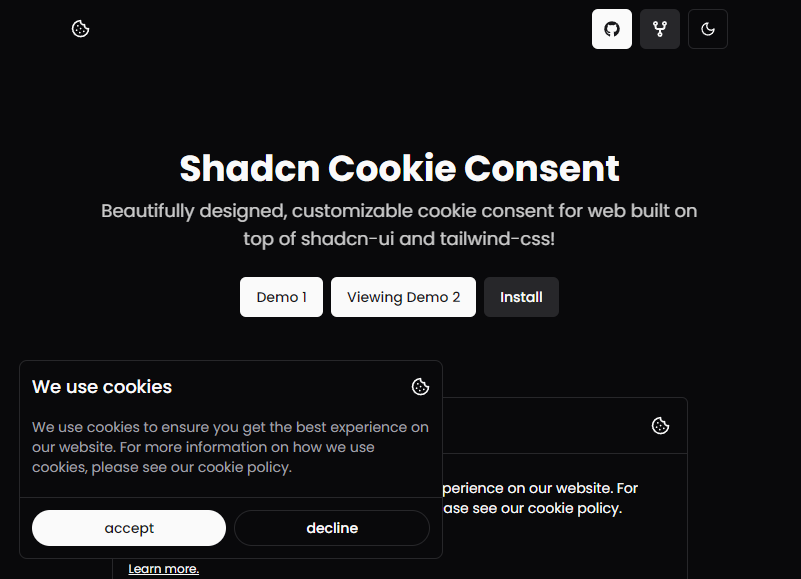 Shadcn Cookie Consent
Beautifully designed, customizable cookie consent for web built on
top of shadcn-ui and tailwind-css!
Demo 1
Viewing Demo 2
Install
We use cookies
We use cookies to ensure you get the best experience on
our website. For more information on how we use
cookies, please see our cookie policy.
accept
decline
experience on our website. For
please see our cookie policy.
Learn more.